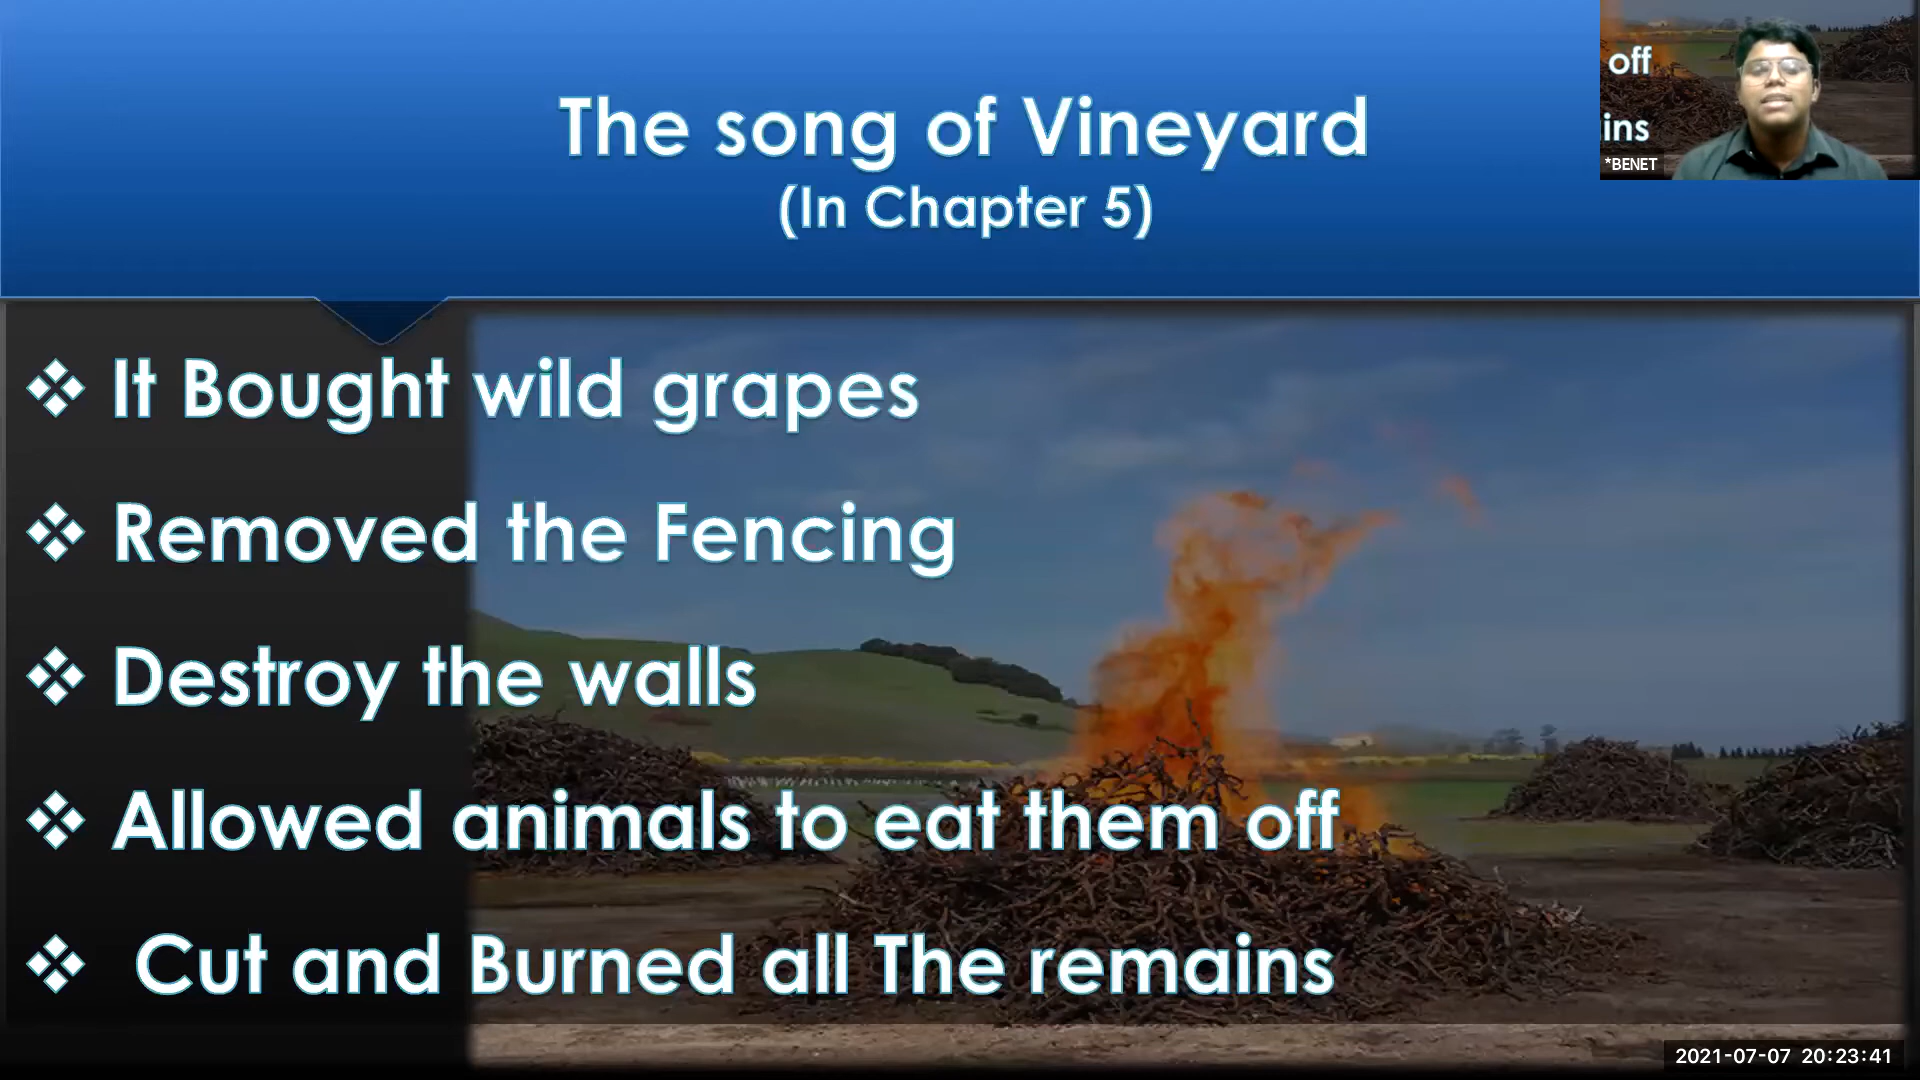 The song of Vineyard
(In Chapter 5)
off
ins
*BENET
❖ It Bought wild grapes
❖ Removed the Fencing
❖ Destroy the walls
❖ Allowed animals to eat them off
❖ Cut and Burned all The remains
2021-07-07 20:23:41